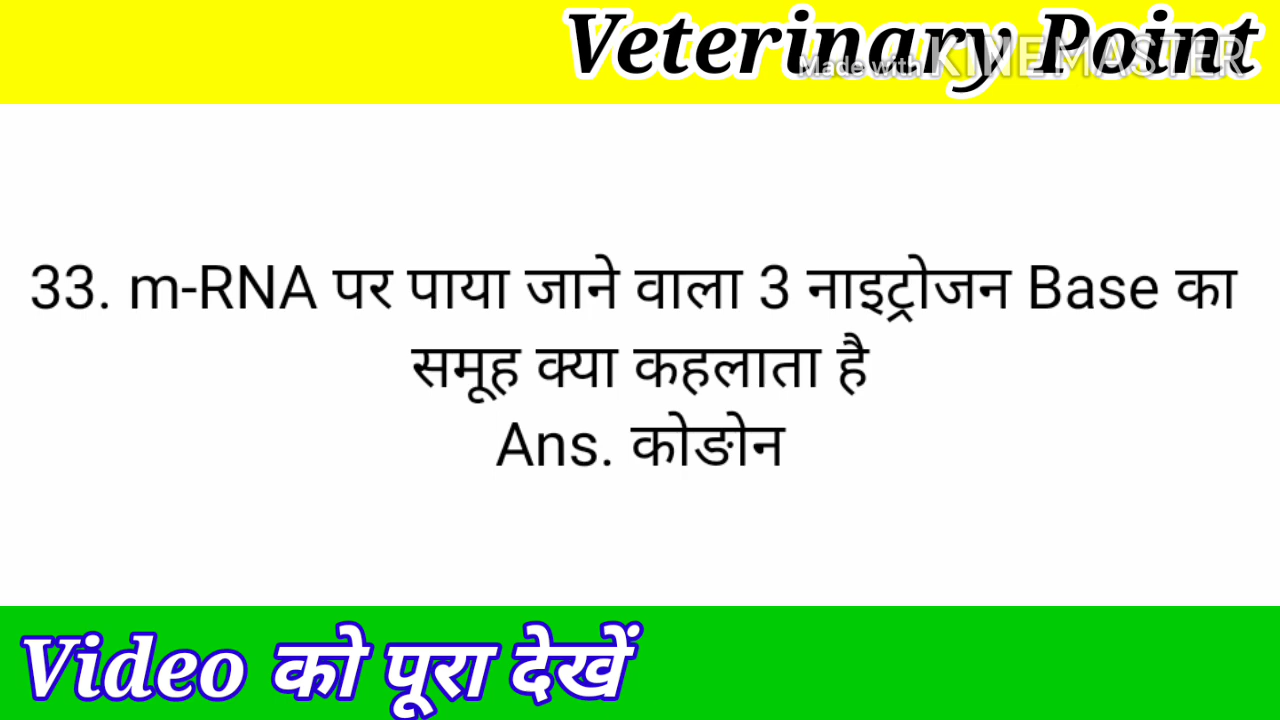 Veterinary Point
Made with KINEMASTER
33. m-RNA पर पाया जाने वाला 3 नाइट्रोजन Base का
समूह क्या कहलाता है
Ans. कोङोन
Video को पूरा देखें